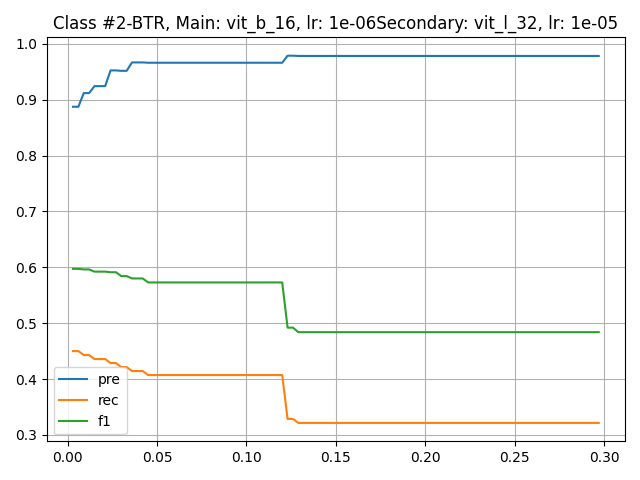 Class #2-BTR, Main: vit_b_16, lr: 1e-06Secondary: vit_l_32, lr: 1e-05
1.0
0.9
0.8
0.7
0.6
0.5
0.4
0.3
pre
rec
f1
0.00 0.05 0.10 0.15 0.20 0.25 0.30